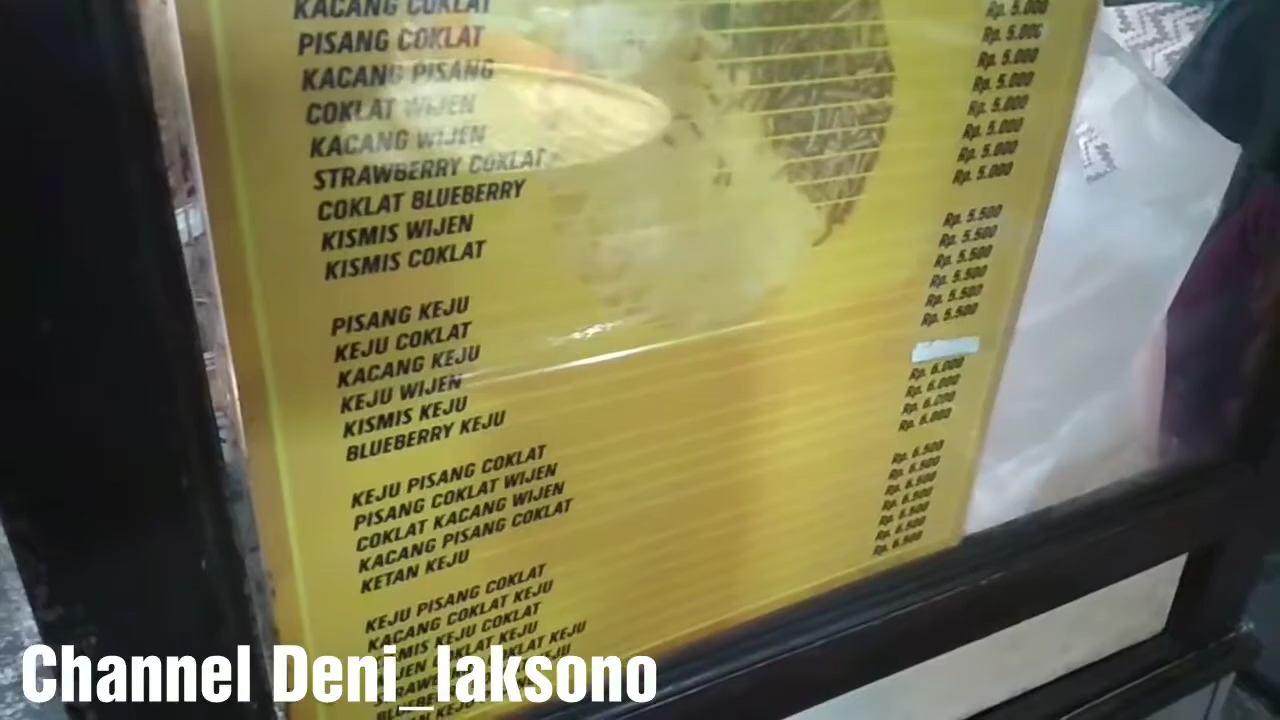 KACANG COKLAT
PISANG COKLAT
KACANG PISANG
COKLAT WIJEN
KACANG WIJEN
STRAWBERRY COKLAT
COKLAT BLUEBERRY
KISMIS WIJEN
KISMIS COKLAT
Rp. 5.000
Rp. 5.000
Rp. 5.000
Rp. 5.000
Rp. 5.000
Rp. 5.000
Rp. 5.000
PISANG KEJU
KEJU COKLAT
KACANG KEJU
KEJU WIJEN
KISMIS KEJU
BLUEBERRY KEJU
Rp. 5.500
Rp. 5.500
Rp. 5.500
Rp. 5.500
Rp. 5.500
Rp. 5.500
KEJU PISANG COKLAT
PISANG COKLAT WIJEN
COKLAT KACANG WIJEN
KACANG PISANG COKLAT
KETAN KEJU
Rp. 6.000
Rp. 6.000
Rp. 6.000
Rp. 6.000
KEJU PISANG COKLAT
KACANG COKLAT KEJU
KEJU COKLAT
COKLAT KEJU
KEJU
Rp. 6.500
Rp. 6.500
Rp. 6.500
Rp. 6.500
Rp. 6.500
Rp. 6.500
Rp. 6.500
Channel Deni_laksono